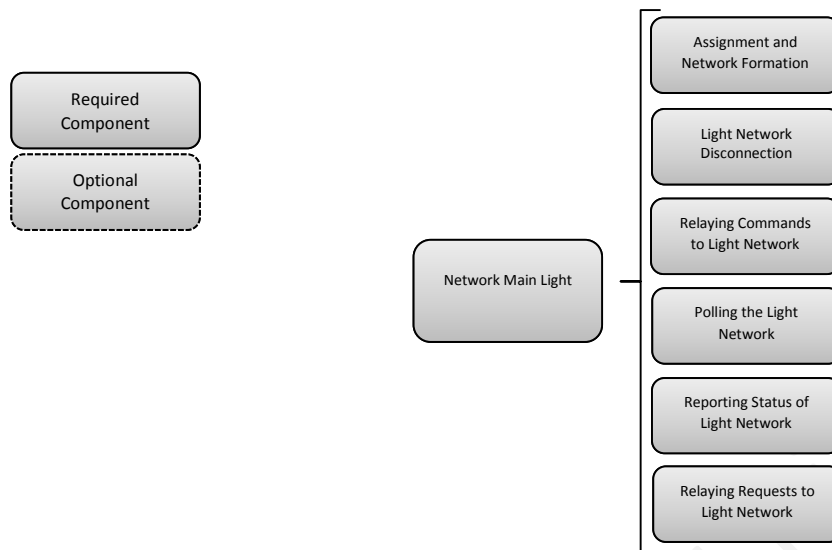 Required
Component
Optional
Component
Network Main Light
Assignment and
Network Formation
Light Network
Disconnection
Relaying Commands
to Light Network
Polling the Light
Network
Reporting Status of
Light Network
Relaying Requests to
Light Network